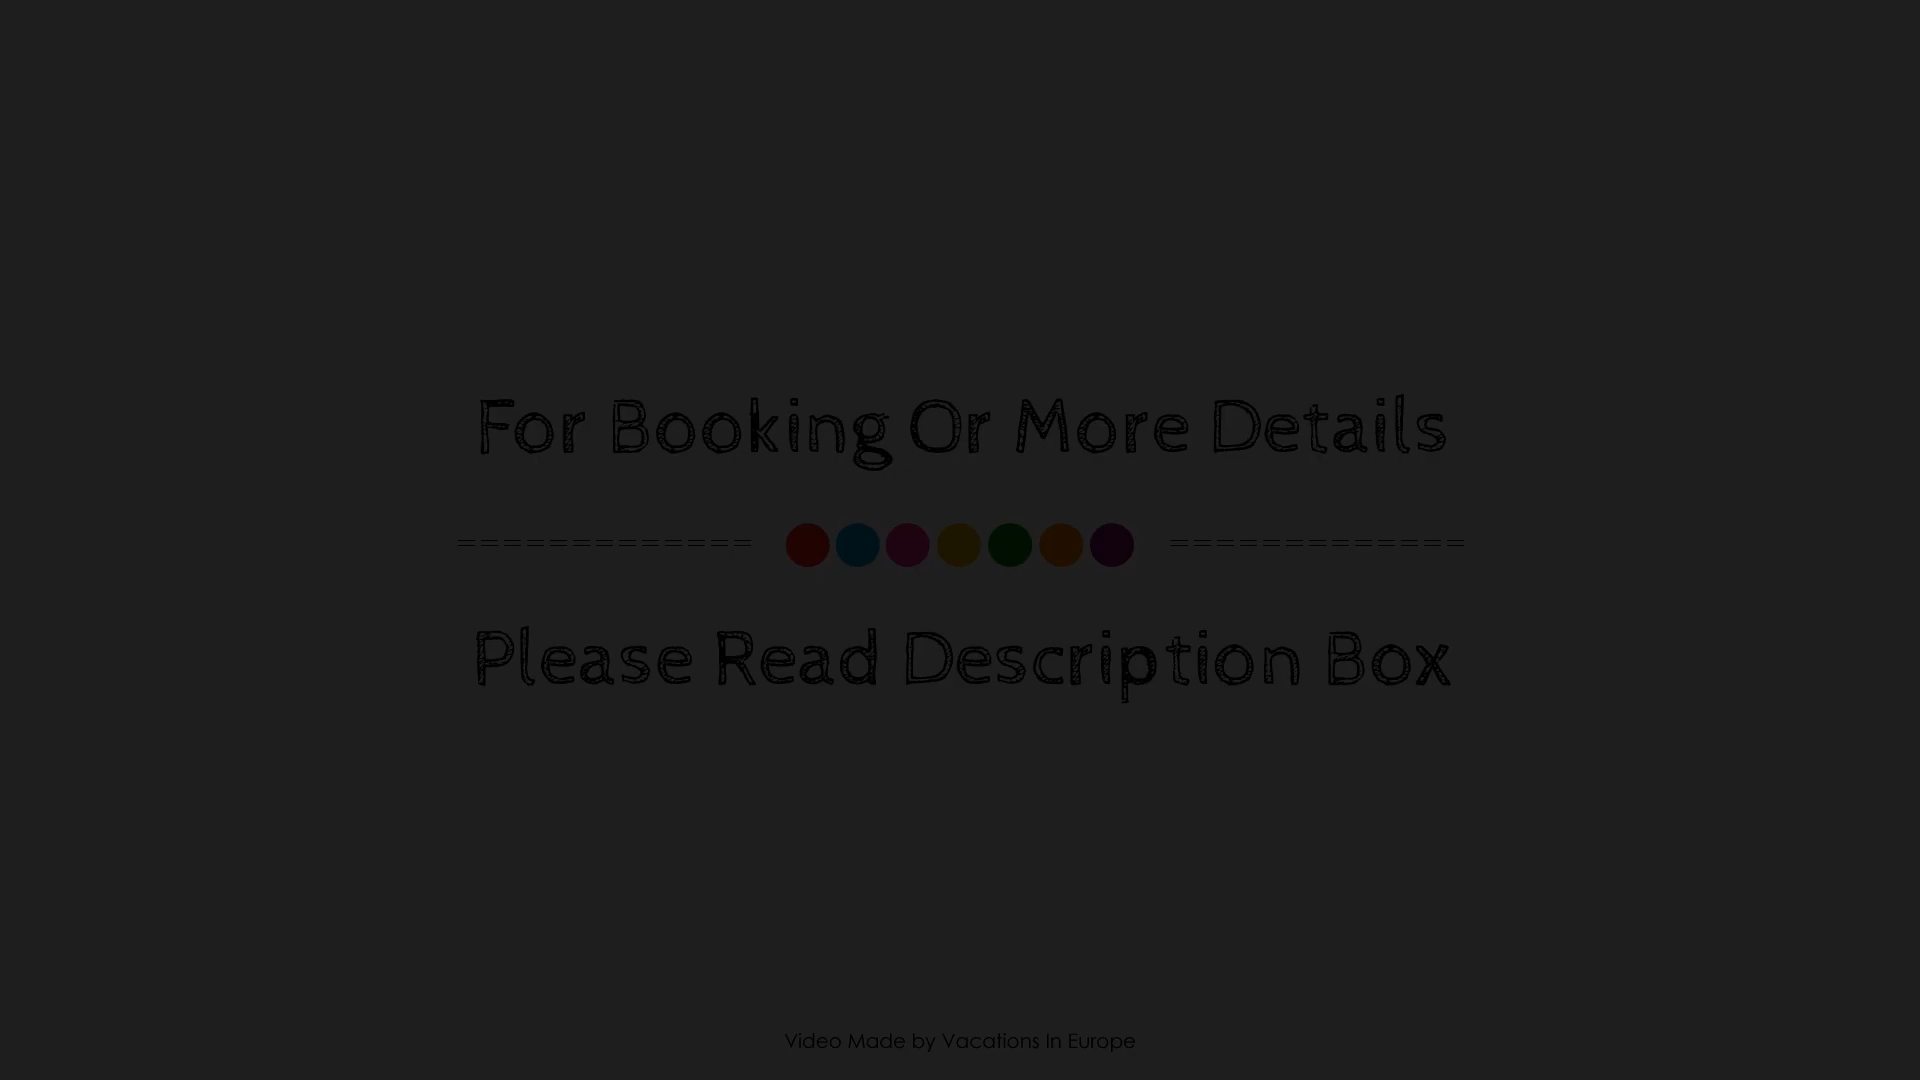 For Booking Or More Details
============= =============
Please Read Description Box
Video Made by Vacations In Europe